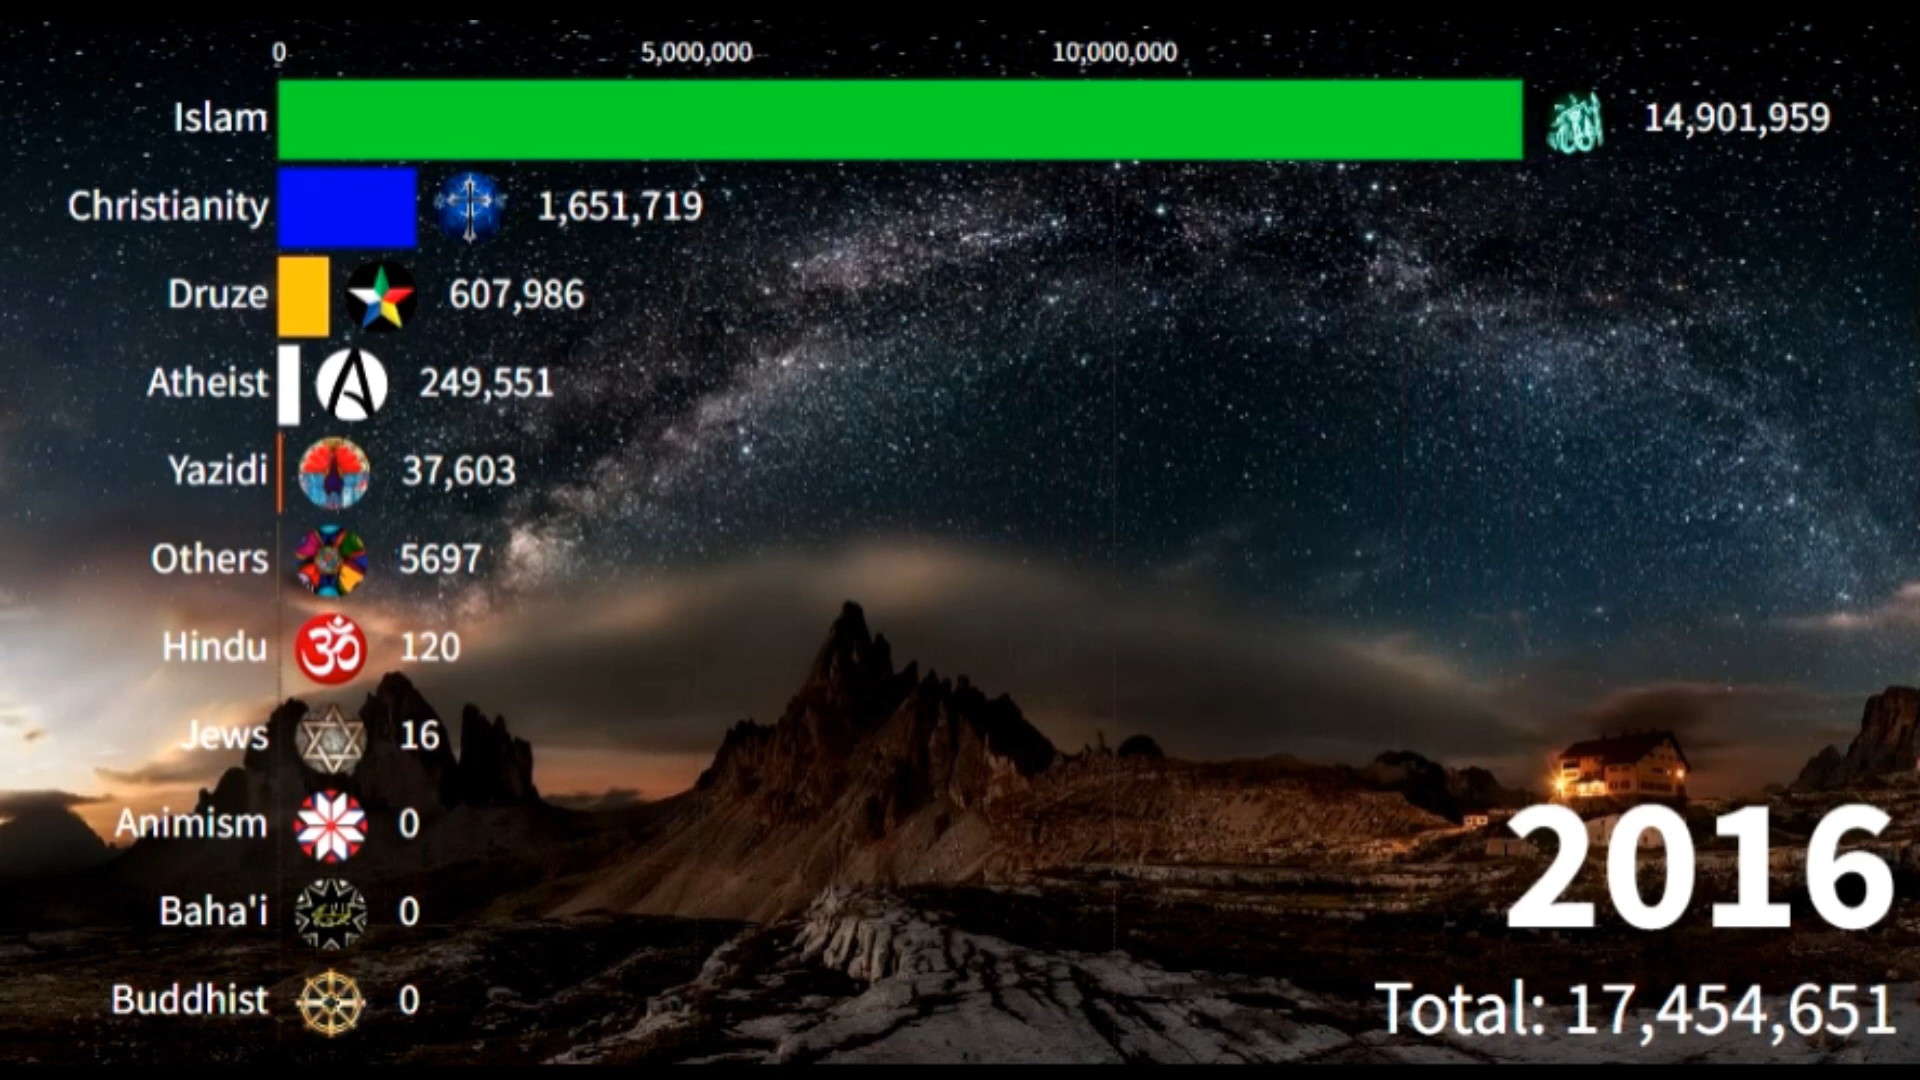 0 5,000,000 10,000,000
Islam 14,901,959
Christianity 1,651,719
Druze 607,986
Atheist 249,551
Yazidi 37,603
Others 5697
Hindu 120
Jews 16
Animism 0
Baha'i 0
Buddhist 0
2016
Total: 17,454,651